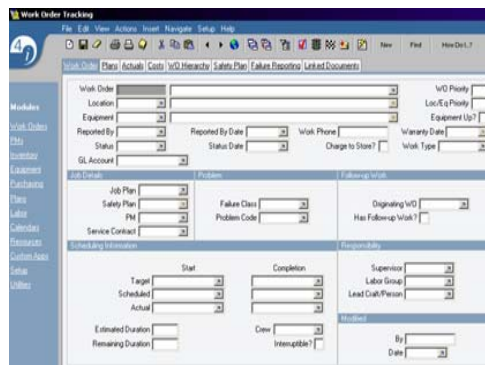 Work Order Tracking
File Edit View Actions Insert Navigate Setup Help
New Find How Do I..?
Work Order Plans Actuals Costs WO Hierarchy Safety Plan Failure Reporting Linked Documents
Modules
Work Orders
PMs
Inventory
Equipment
Purchasing
Plans
Labor
Calendars
Resources
Custom Apps
Setup
Utilities
Work Order WO Priority
Location Loc/Eq Priority
Equipment Equipment Up?
Reported By Reported By Date Work Phone Warranty Date
Status Status Date Charge to Store? Work Type
GL Account
Job Details Problem Follow-up Work
Job Plan
Safety Plan Failure Class Originating WO
PM Problem Code Has Follow-up Work?
Service Contract
Scheduling Information Responsibility
Start Completion Supervisor
Target Labor Group
Scheduled Lead Craft/Person
Actual
Modified
Estimated Duration Crew By
Remaining Duration Interruptible? Date